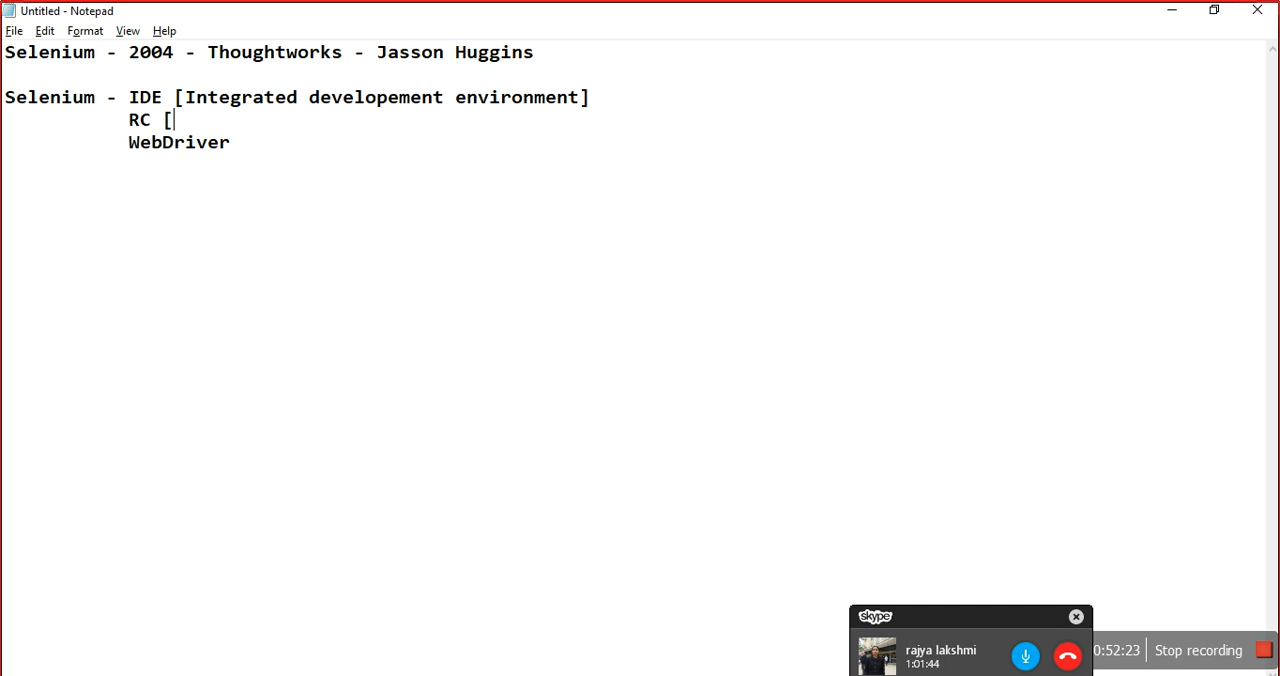 Untitled - Notepad
File Edit Format View Help
Selenium - 2004 - Thoughtworks - Jasson Huggins
Selenium - IDE [Integrated developement environment]
RC [
WebDriver
skype
rajya lakshmi
1:01:44
0:52:23 Stop recording